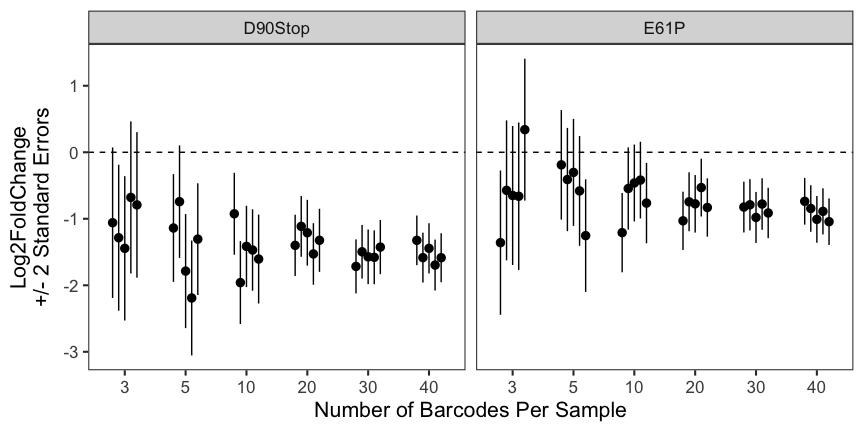 D90Stop
E61P
Log2FoldChange
+/- 2 Standard Errors
1
0
-1
-2
-3
3 5 10 20 30 40
3 5 10 20 30 40
Number of Barcodes Per Sample